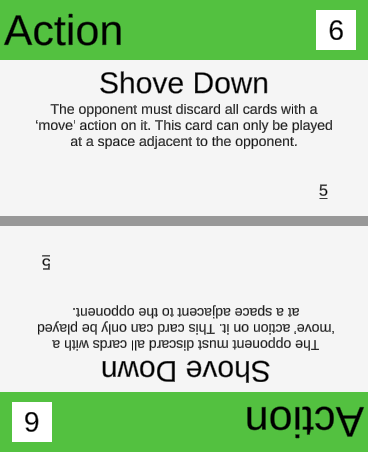 Action 6
Shove Down
The opponent must discard all cards with a
‘move’ action on it. This card can only be played
at a space adjacent to the opponent.
5
5
at a space adjacent to the opponent.
‘move’ action on it. This card can only be played
The opponent must discard all cards with a
Shove Down
6 Action